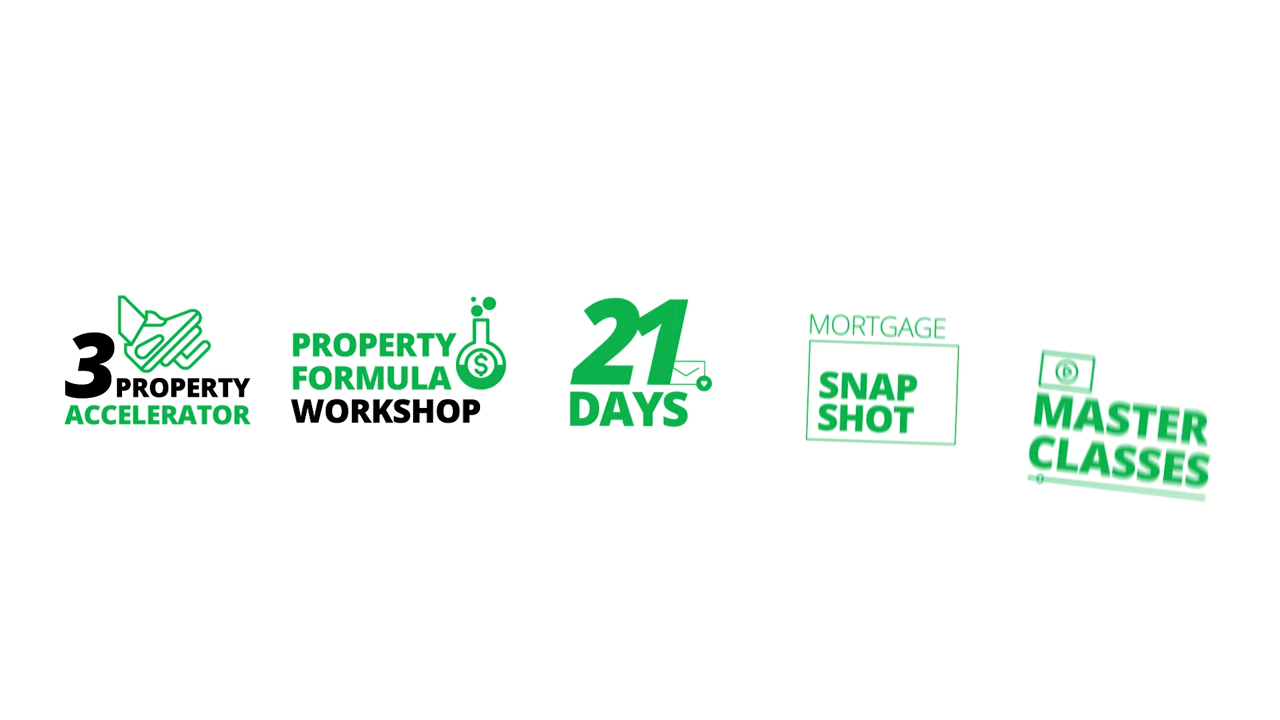 3 PROPERTY
ACCELERATOR
PROPERTY
FORMULA
WORKSHOP
$
21
DAYS
MORTGAGE
SNAP
SHOT
MASTER
CLASSES